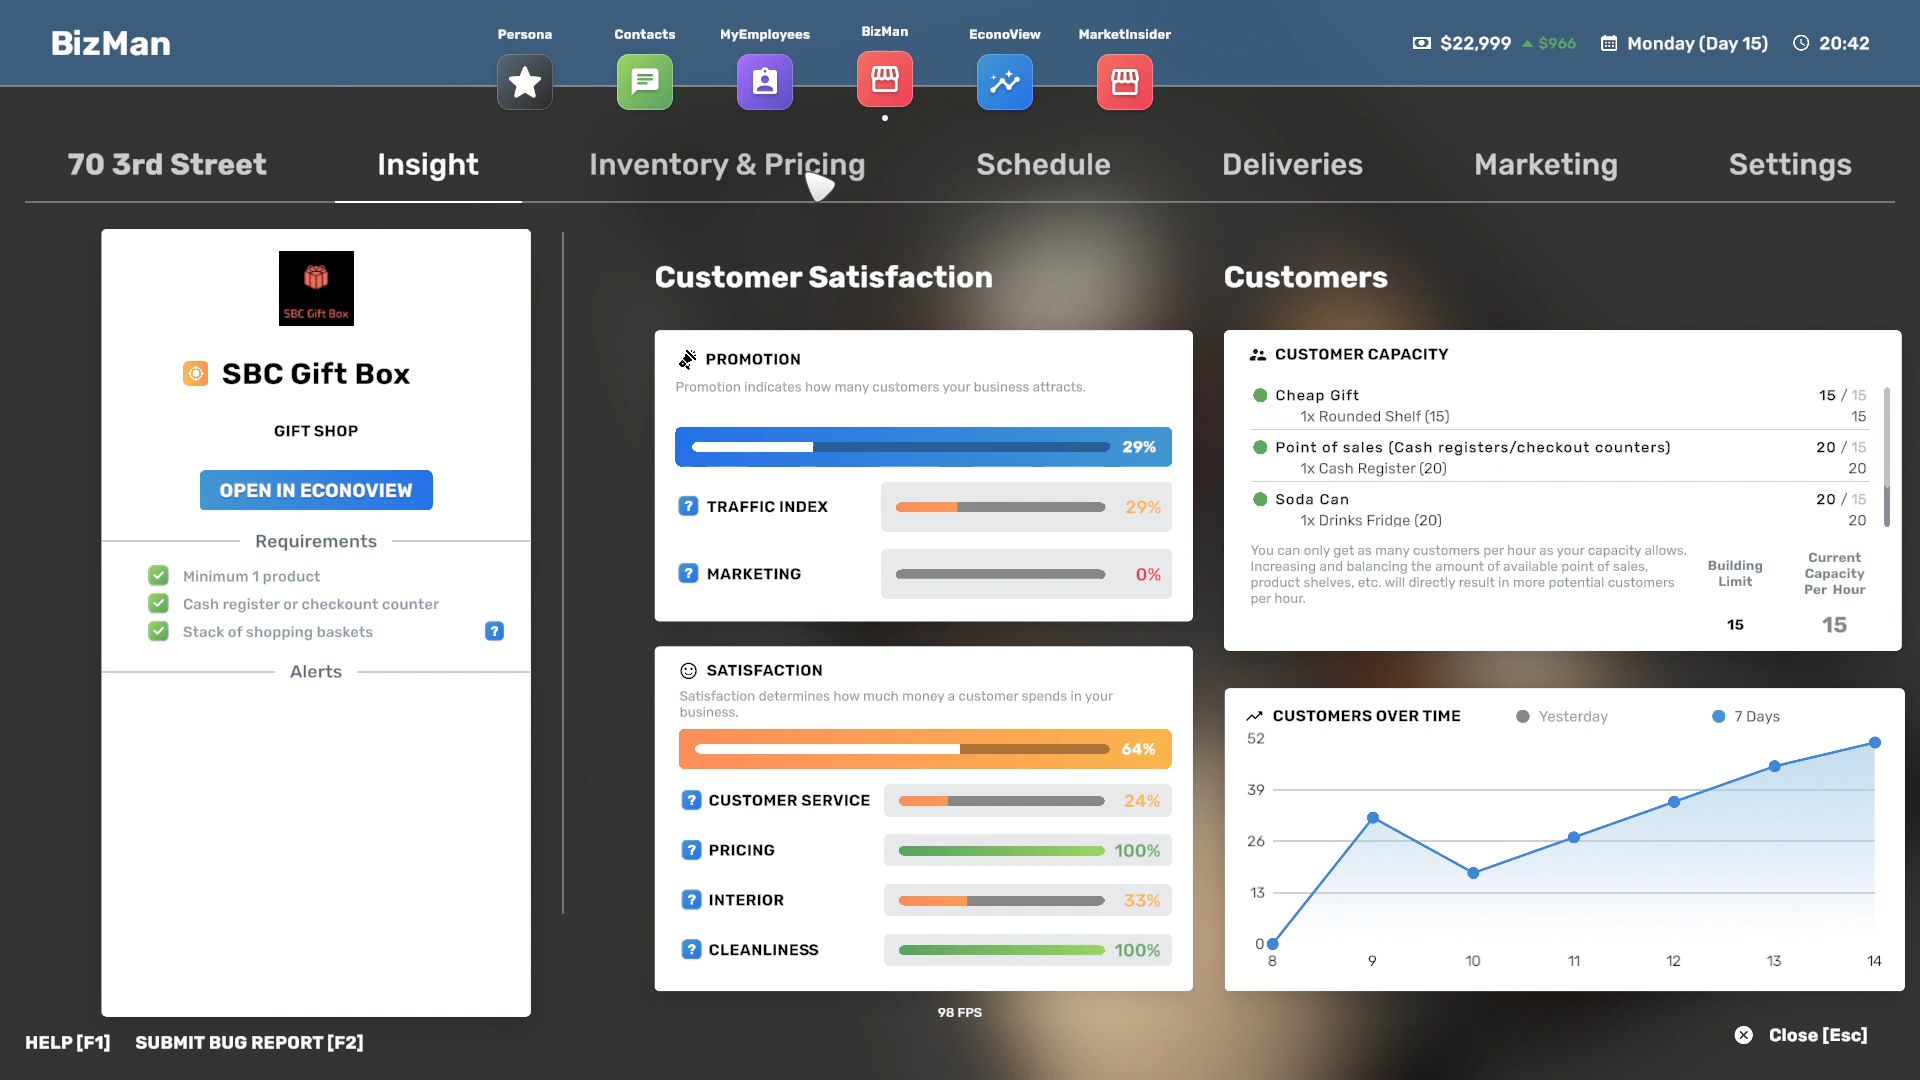 BizMan
Persona
Contacts
MyEmployees
BizMan
EconoView
MarketInsider
$22,999
$966
Monday (Day 15)
20:42
70 3rd Street
Insight
Inventory & Pricing
Schedule
Deliveries
Marketing
Settings
SBC Gift Box
SBC Gift Box
GIFT SHOP
OPEN IN ECONOVIEW
Requirements
Minimum 1 product
Cash register or checkount counter
Stack of shopping baskets
?
Alerts
Customer Satisfaction
PROMOTION
Promotion indicates how many customers your business attracts.
29%
? TRAFFIC INDEX 29%
? MARKETING 0%
SATISFACTION
Satisfaction determines how much money a customer spends in your
business.
64%
? CUSTOMER SERVICE 24%
? PRICING 100%
? INTERIOR 33%
? CLEANLINESS 100%
Customers
CUSTOMER CAPACITY
Cheap Gift 15 / 15
1x Rounded Shelf (15) 15
Point of sales (Cash registers/checkout counters) 20 / 15
1x Cash Register (20) 20
Soda Can 20 / 15
1x Drinks Fridge (20) 20
You can only get as many customers per hour as your capacity allows.
Increasing and balancing the amount of available point of sales,
product shelves, etc. will directly result in more potential customers
per hour.
Building
Limit
15
Current
Capacity
Per Hour
15
CUSTOMERS OVER TIME
Yesterday
7 Days
52
39
26
13
0
8 9 10 11 12 13 14
98 FPS
HELP [F1]
SUBMIT BUG REPORT [F2]
Close [Esc]